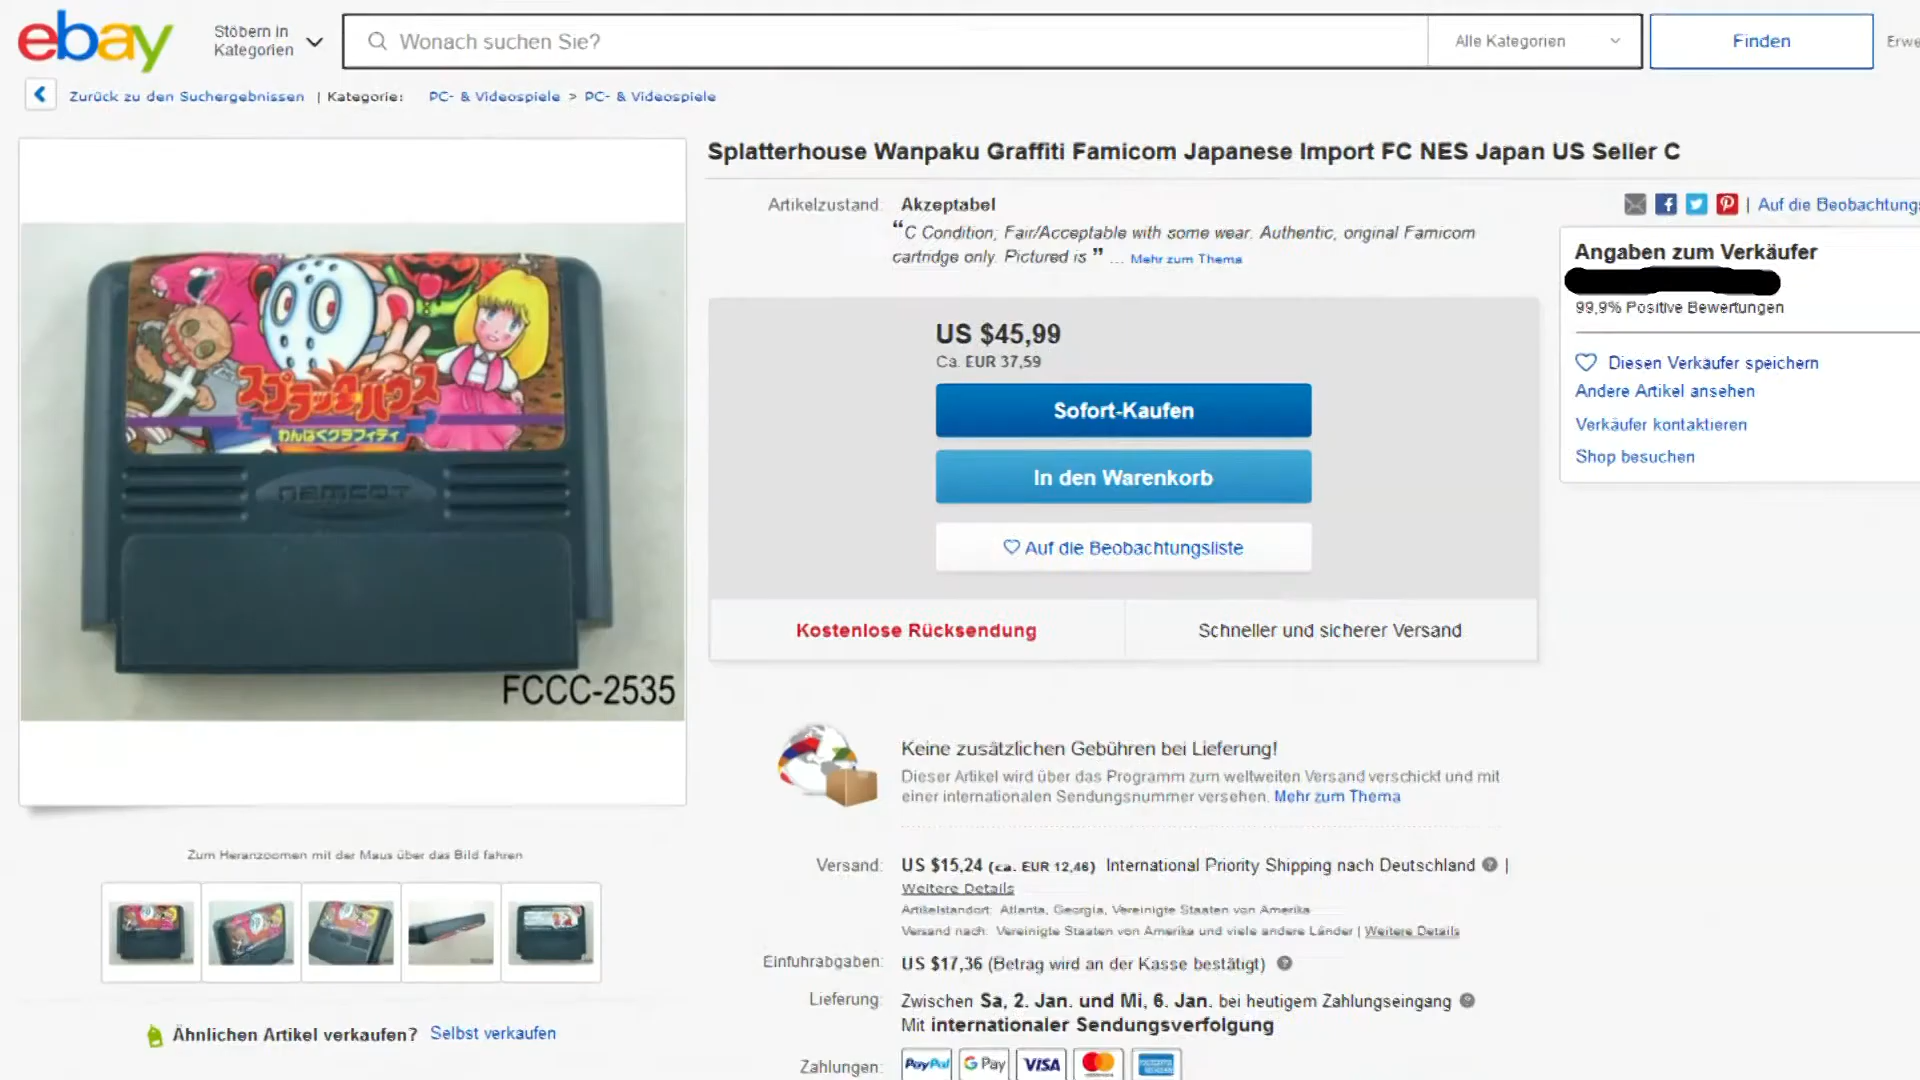 ebay
Stöbern in
Kategorien
Wonach suchen Sie?
Alle Kategorien
Finden
Erwe
Zurück zu den Suchergebnissen | Kategorie: PC- & Videospiele > PC- & Videospiele
Splatterhouse Wanpaku Graffiti Famicom Japanese Import FC NES Japan US Seller C
Artikelzustand: Akzeptabel
“C Condition; Fair/Acceptable with some wear. Authentic, original Famicom
cartridge only. Pictured is ” ... Mehr zum Thema
| Auf die Beobachtungs
Angaben zum Verkäufer
99,9% Positive Bewertungen
Diesen Verkäufer speichern
Andere Artikel ansehen
Verkäufer kontaktieren
Shop besuchen
スプラッターハウス
わんぱくグラフィティ
namcot
FCCC-2535
US $45,99
Ca. EUR 37,59
Sofort-Kaufen
In den Warenkorb
Auf die Beobachtungsliste
Kostenlose Rücksendung
Schneller und sicherer Versand
Keine zusätzlichen Gebühren bei Lieferung!
Dieser Artikel wird über das Programm zum weltweiten Versand verschickt und mit
einer internationalen Sendungsnummer versehen. Mehr zum Thema
Zum Heranzoomen mit der Maus über das Bild fahren
Versand: US $15,24 (ca. EUR 12,46) International Priority Shipping nach Deutschland |
Weitere Details
Artikelstandort: Atlanta, Georgia, Vereinigte Staaten von Amerika
Versand nach: Vereinigte Staaten von Amerika und viele andere Länder | Weitere Details
Einfuhrabgaben: US $17,36 (Betrag wird an der Kasse bestätigt)
Lieferung: Zwischen Sa, 2. Jan. und Mi, 6. Jan. bei heutigem Zahlungseingang
Mit internationaler Sendungsverfolgung
Ähnlichen Artikel verkaufen? Selbst verkaufen
Zahlungen: PayPal G Pay VISA